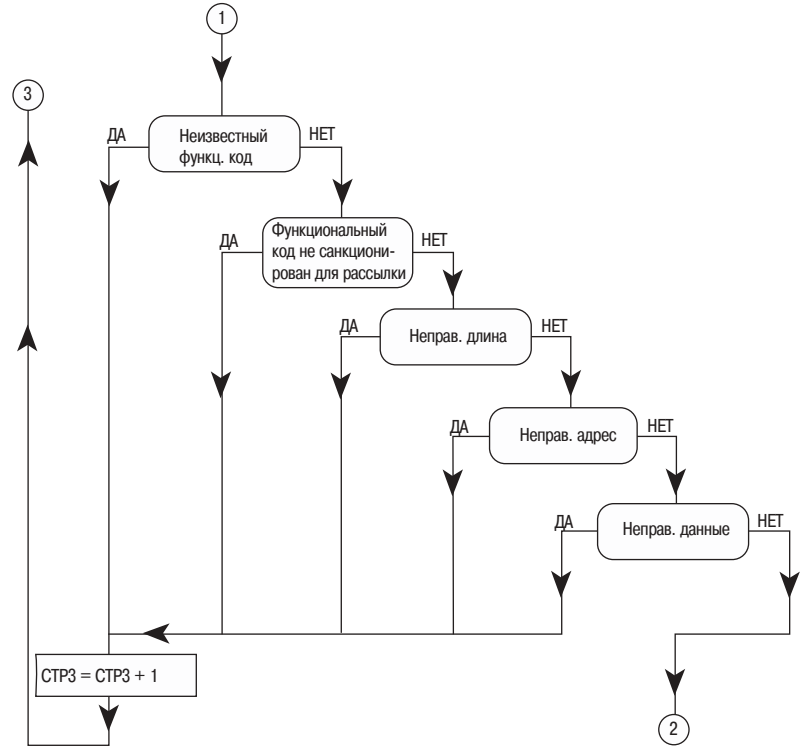 1
3
ДА
Неизвестный
функц. код
НЕТ
ДА
Функциональный
код не санкциони-
рован для рассылки
НЕТ
ДА
Неправ. длина
НЕТ
ДА
Неправ. адрес
НЕТ
ДА
Неправ. данные
НЕТ
СТР3 = СТР3 + 1
2